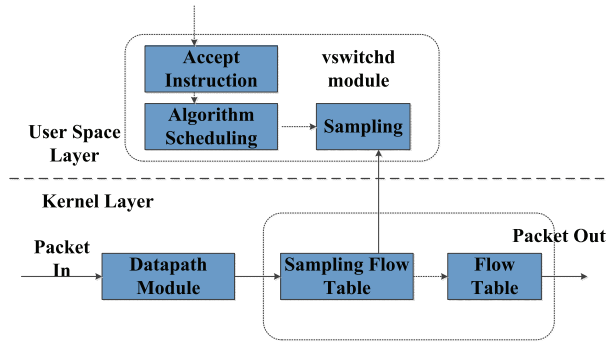 Accept
Instruction
vswitchd
module
Algorithm
Scheduling
Sampling
User Space
Layer
Kernel Layer
Packet
In
Datapath
Module
Sampling Flow
Table
Flow
Table
Packet Out